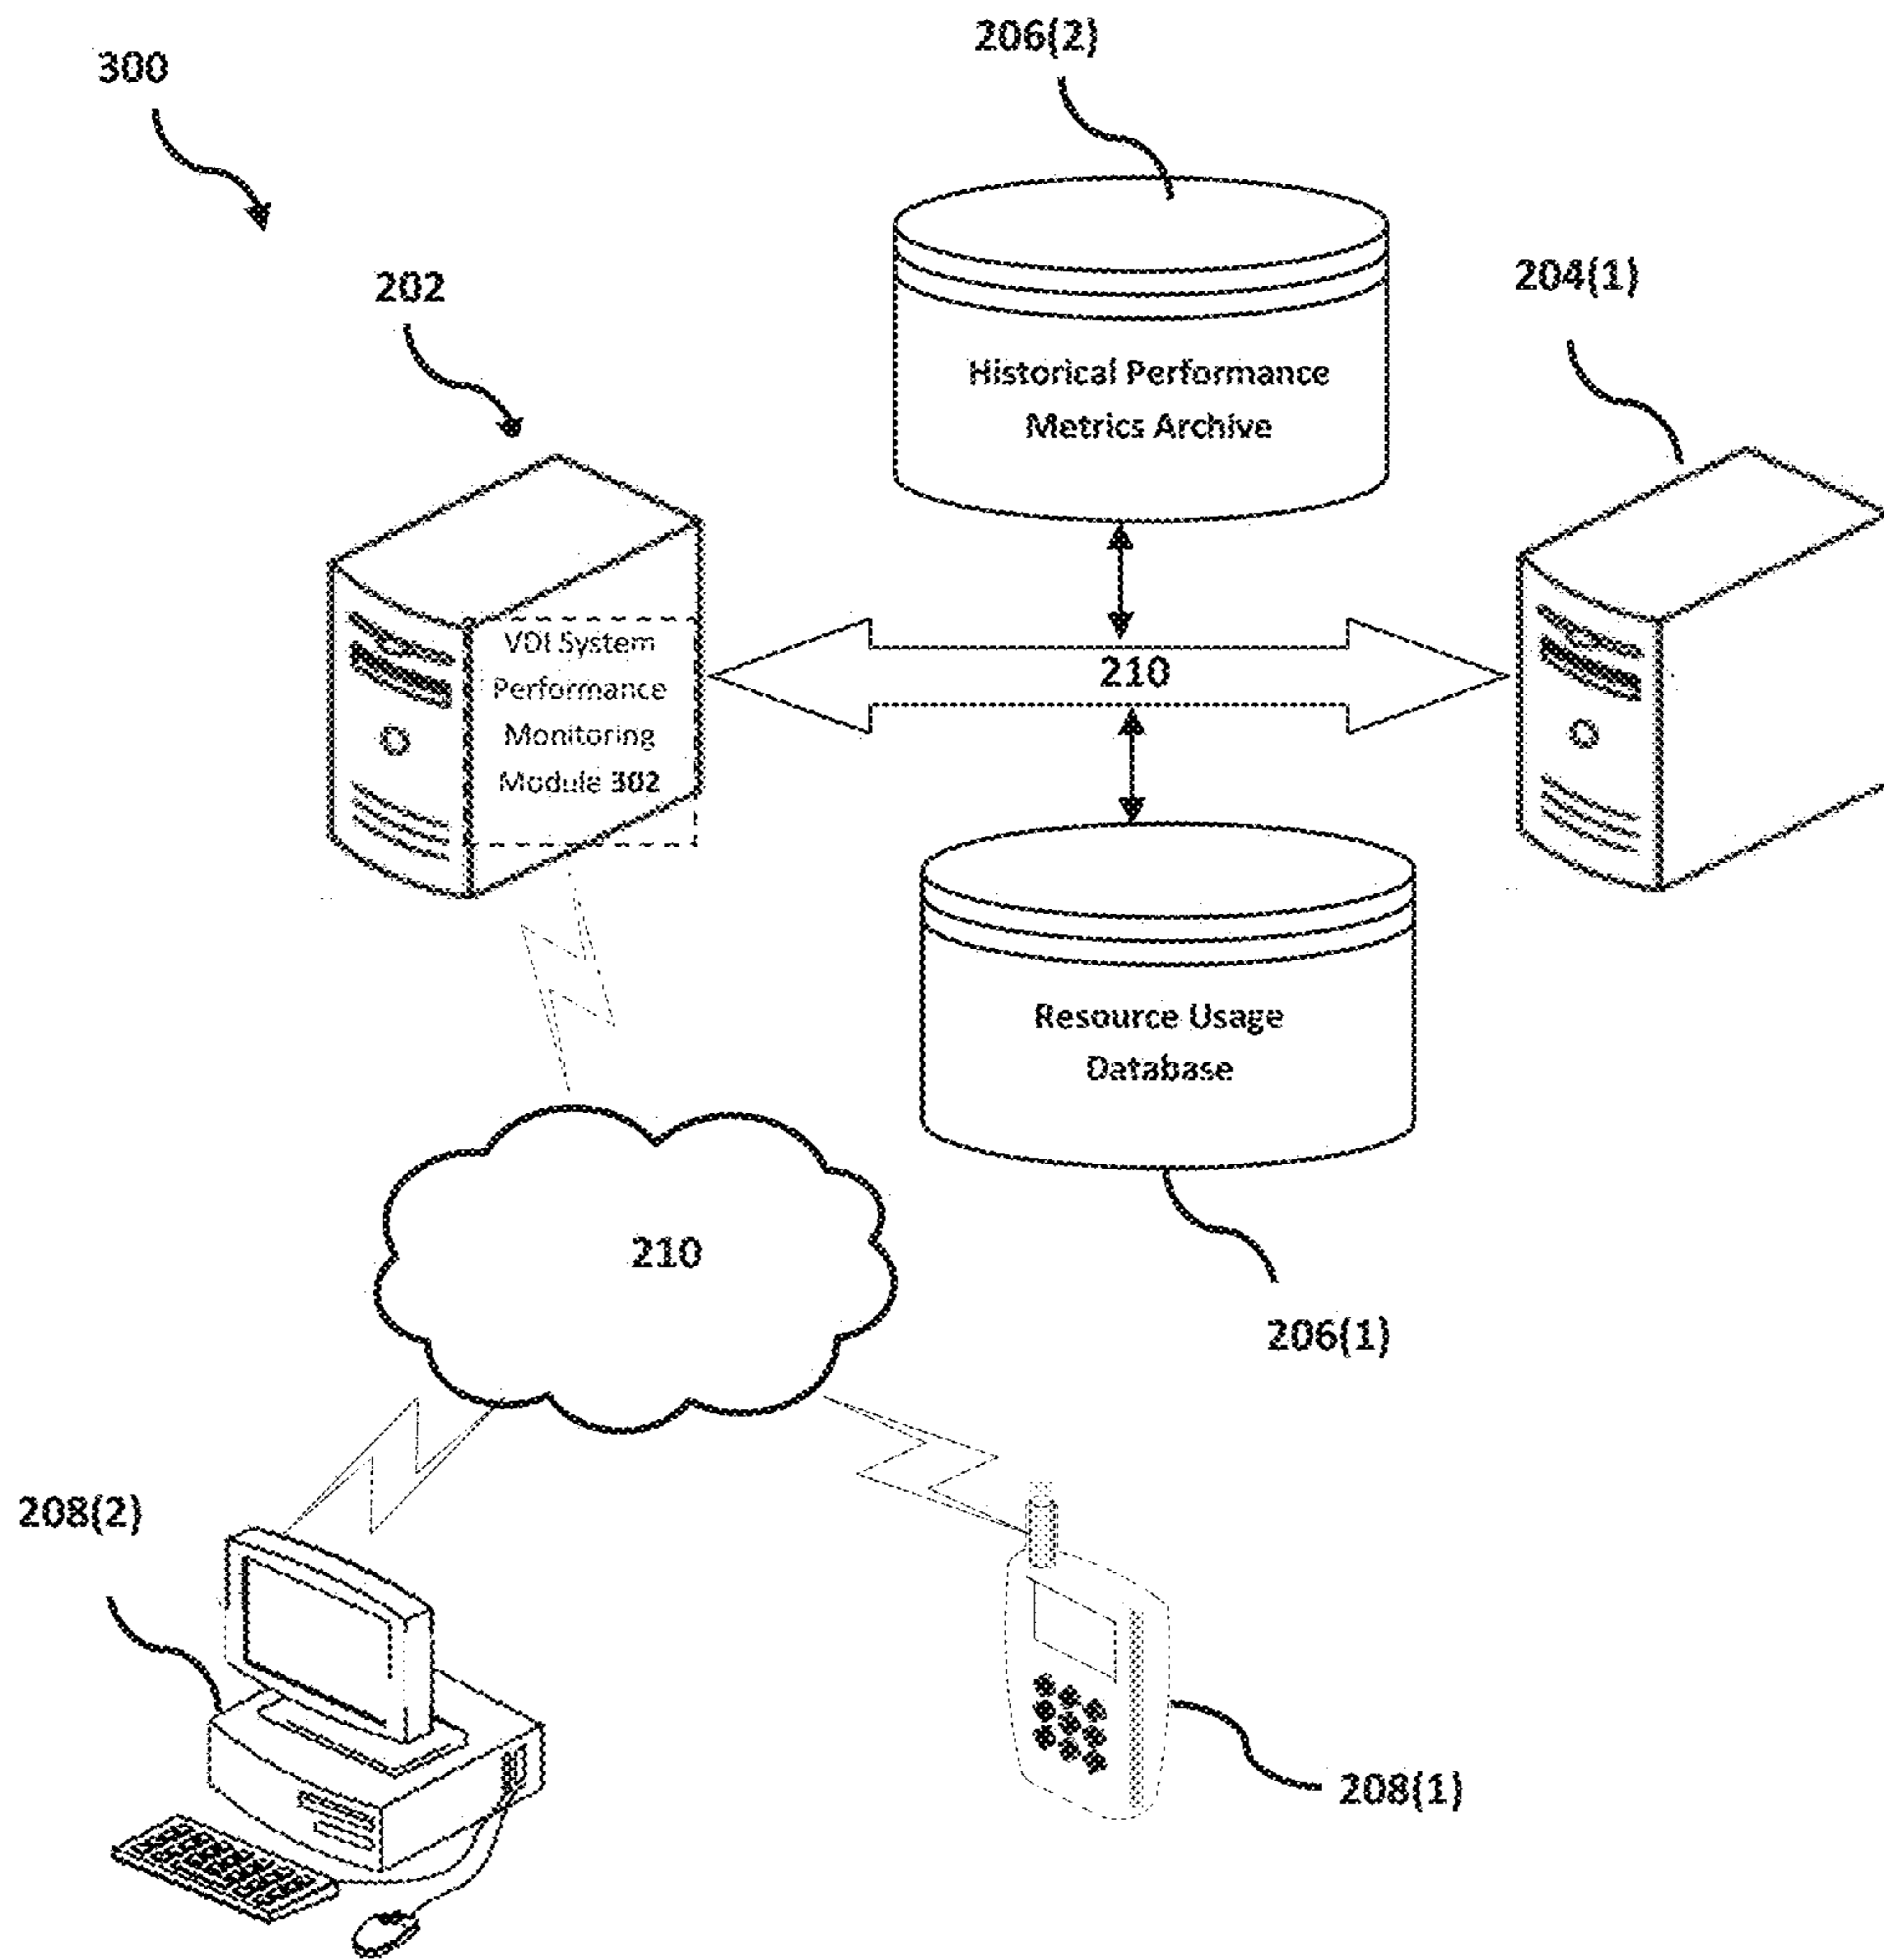 206(2)
300
204(1)
202
Historical Performance
Metrics Archive
VDI System
Performance
Monitoring
Module 302
210
Resource Usage
Database
210
206(1)
208(2)
208(1)